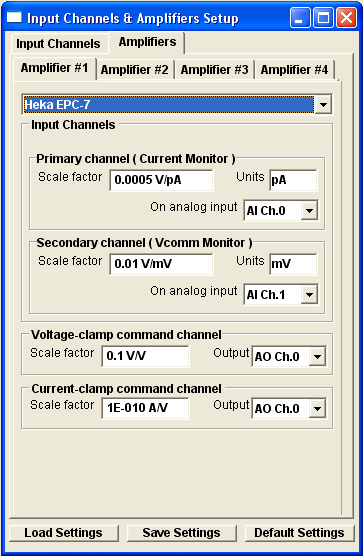 Input Channels & Amplifiers Setup
Input Channels Amplifiers
Amplifier #1 Amplifier #2 Amplifier #3 Amplifier #4
Heka EPC-7
Input Channels
Primary channel ( Current Monitor )
Scale factor 0.0005 V/pA Units pA
On analog input AI Ch.0
Secondary channel ( Vcomm Monitor )
Scale factor 0.01 V/mV Units mV
On analog input AI Ch.1
Voltage-clamp command channel
Scale factor 0.1 V/V Output AO Ch.0
Current-clamp command channel
Scale factor 1E-010 A/V Output AO Ch.0
Load Settings Save Settings Default Settings